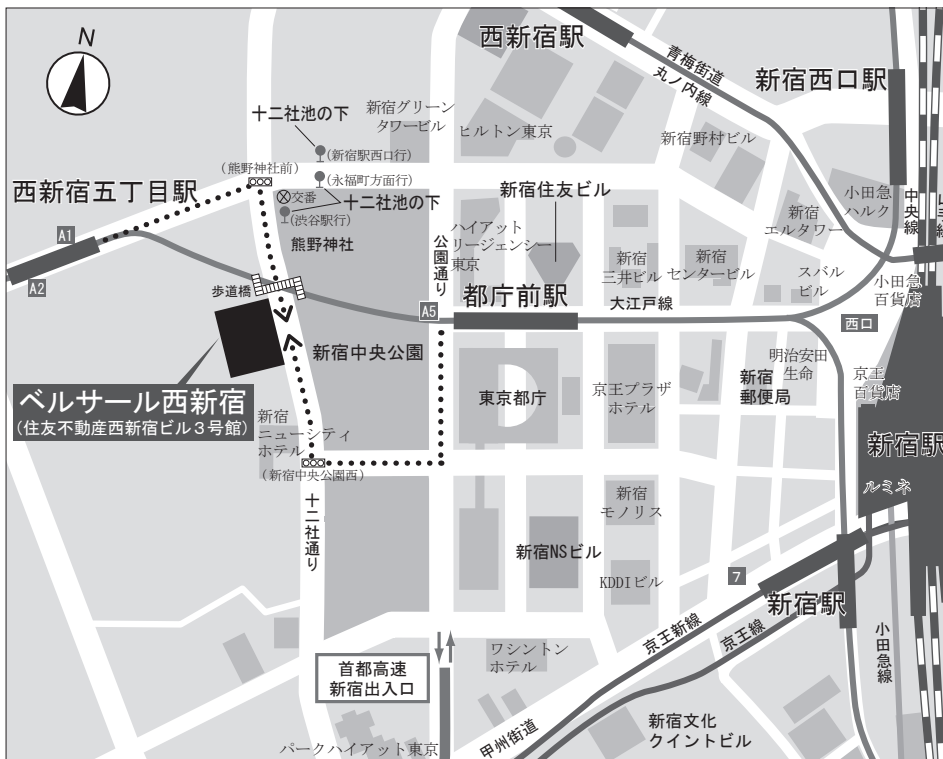 N
西新宿駅
青梅街道
丸ノ内線
新宿西口駅
十二社池の下
新宿グリーン
タワービル
ヒルトン東京
新宿野村ビル
(新宿駅西口行)
(熊野神社前)
(永福町方面行)
西新宿五丁目駅
交番
十二社池の下
新宿住友ビル
小田急
ハルク
中央線
山手線
(渋谷駅行)
新宿
エルタワー
A1
熊野神社
公園通り
ハイアット
リージェンシー
東京
新宿
三井ビル
新宿
センタービル
スバル
ビル
小田急
百貨店
A2
歩道橋
A5
都庁前駅
大江戸線
西口
新宿中央公園
明治安田
生命
京王
百貨店
ベルサール西新宿
(住友不動産西新宿ビル3号館)
東京都庁
京王プラザ
ホテル
新宿
郵便局
新宿
ニューシティ
ホテル
新宿駅
(新宿中央公園西)
ルミネ
十二社通り
新宿
モノリス
新宿NSビル
KDDIビル
7
新宿駅
京王新線
京王線
小田急線
ワシントン
ホテル
首都高速
新宿出入口
甲州街道
新宿文化
クイントビル
パークハイアット東京